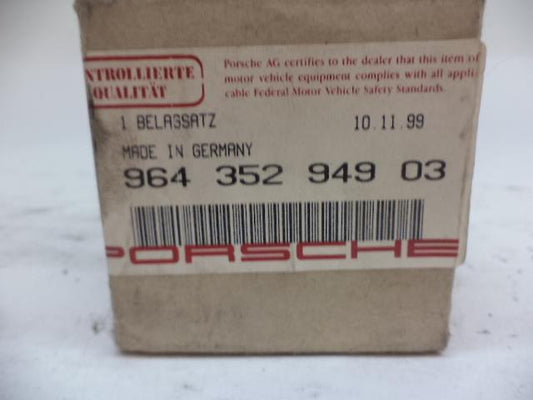 NTROLLIERTE
QUALITÄT
Porsche AG certifies to the dealer that this item of
motor vehicle equipment complies with all appli-
cable Federal Motor Vehicle Safety Standards.
1 BELAGSATZ 10.11.99
MADE IN GERMANY
964 352 949 03
PORSCHE